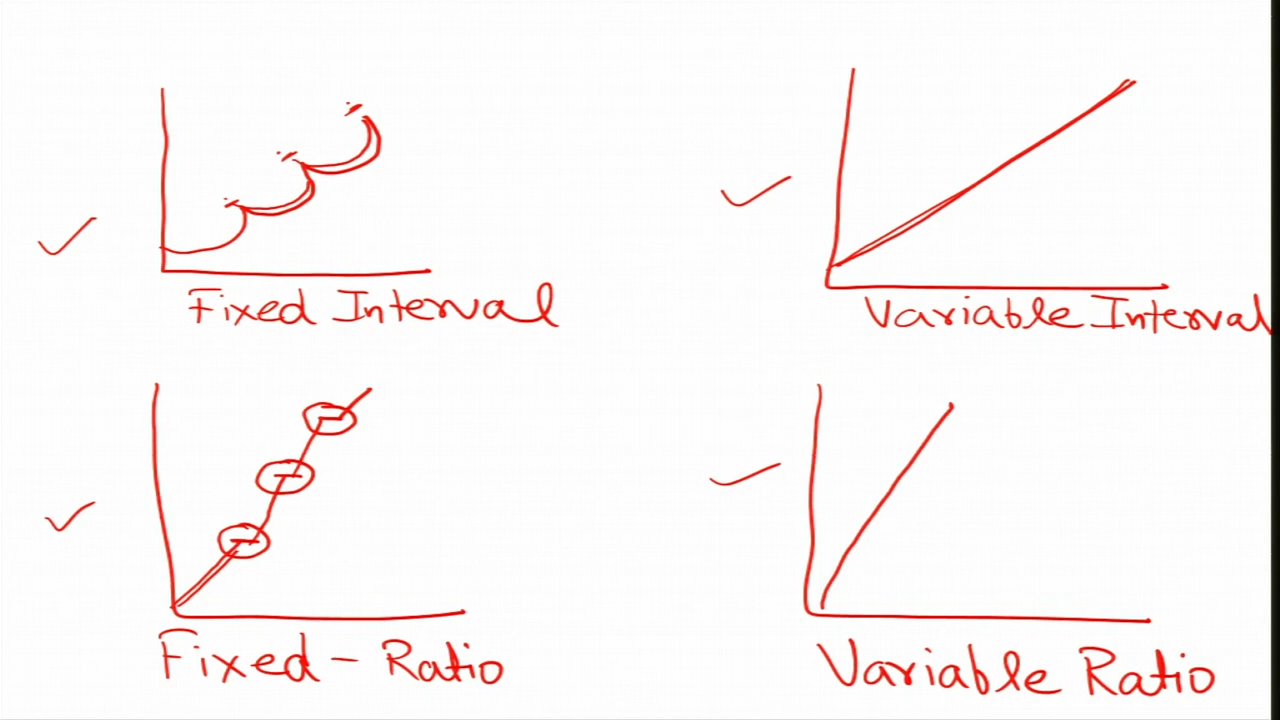 Fixed Interval
Variable Interval
Fixed - Ratio
Variable Ratio